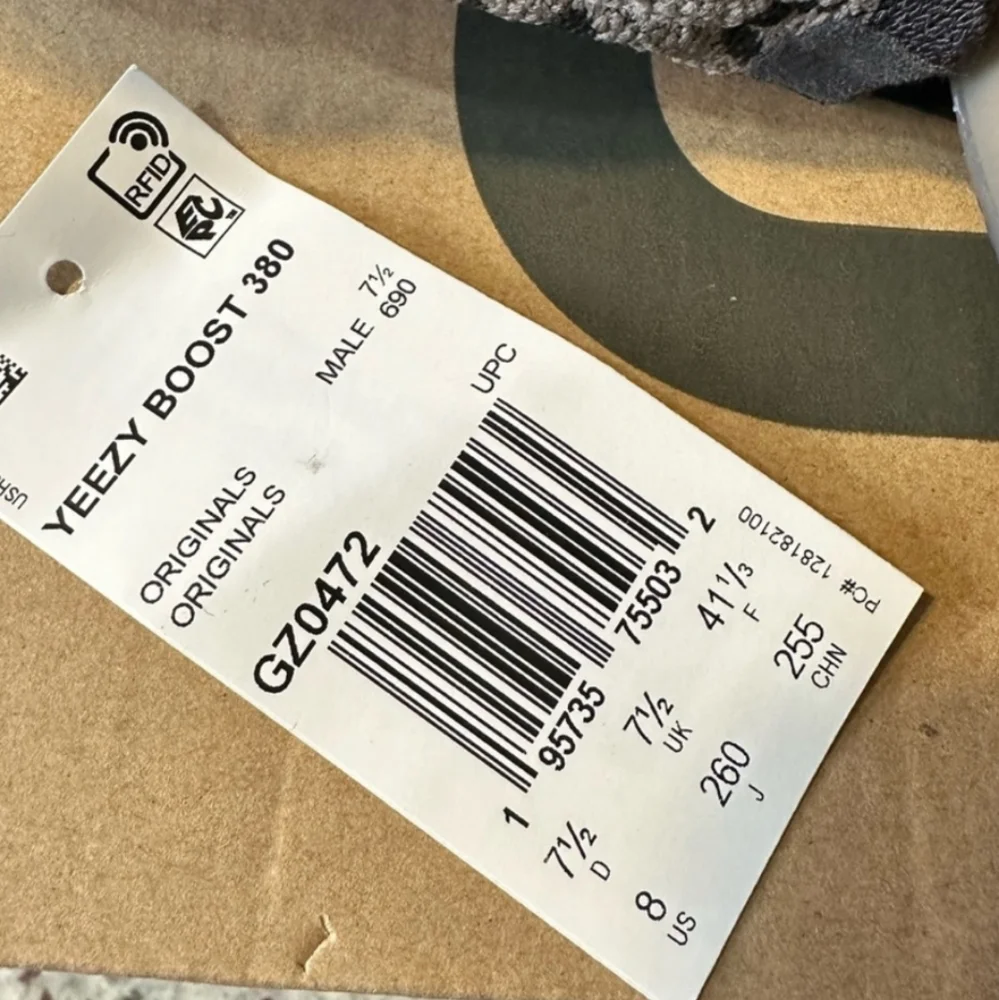 RFID
EPC
YEEZY BOOST 380
MALE 7½
690
ORIGINALS
ORIGINALS
GZ0472
UPC
1 95735 75503 2
7½ D
7½ UK
41⅓ F
8 US
260 J
255 CHN
PC# 128182100